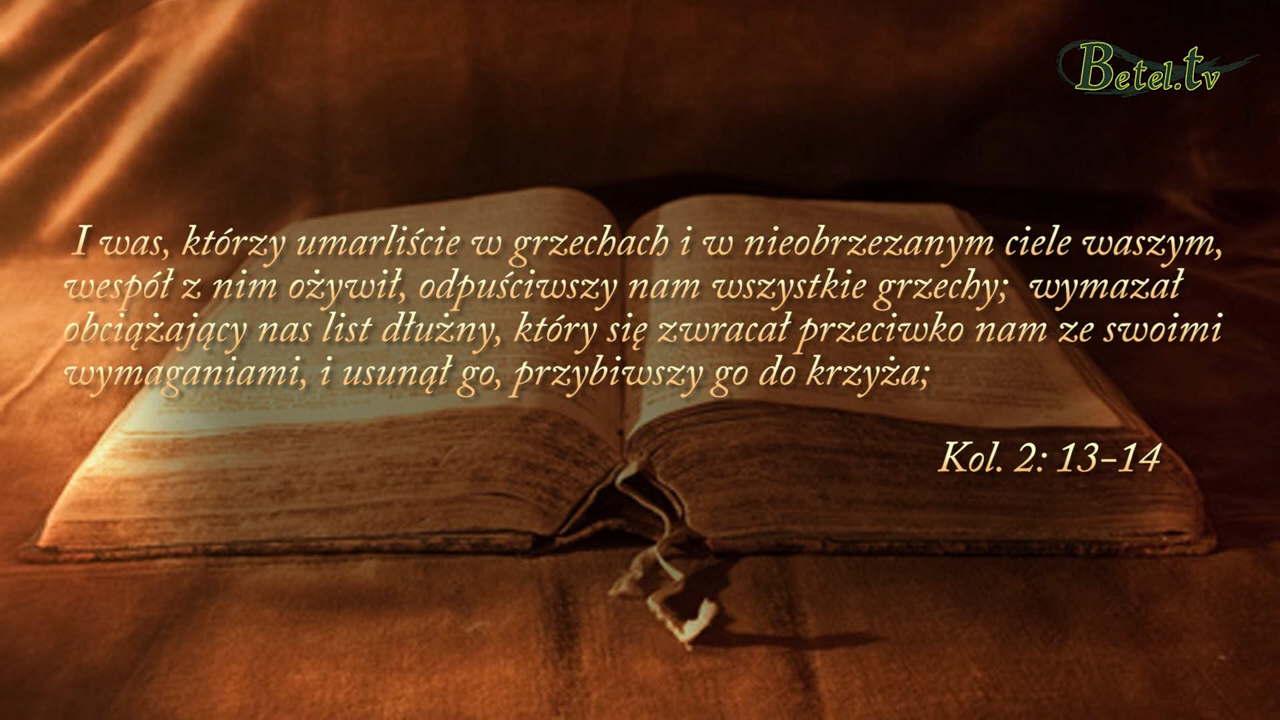 Betel.tv
I was, którzy umarliście w grzechach i w nieobrzezanym ciele waszym,
wespół z nim ożywił, odpuściwszy nam wszystkie grzechy; wymazał
obciążający nas list dłużny, który się zwracał przeciwko nam ze swoimi
wymaganiami, i usunął go, przybiwszy go do krzyża;
Kol. 2: 13-14